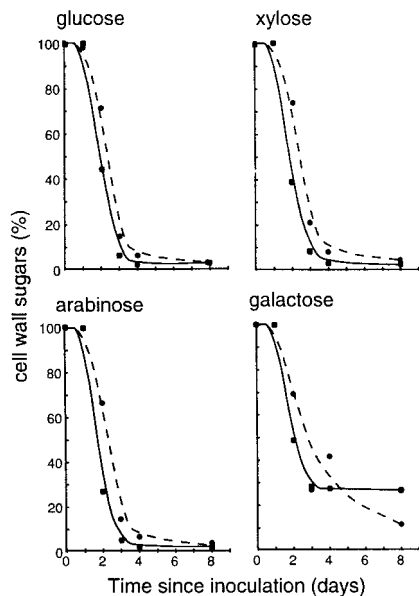 glucose
xylose
100
80
60
40
20
0
cell wall sugars (%)
arabinose
galactose
100
80
60
40
20
0
0 2 4 6 8
0 2 4 6 8
Time since inoculation (days)